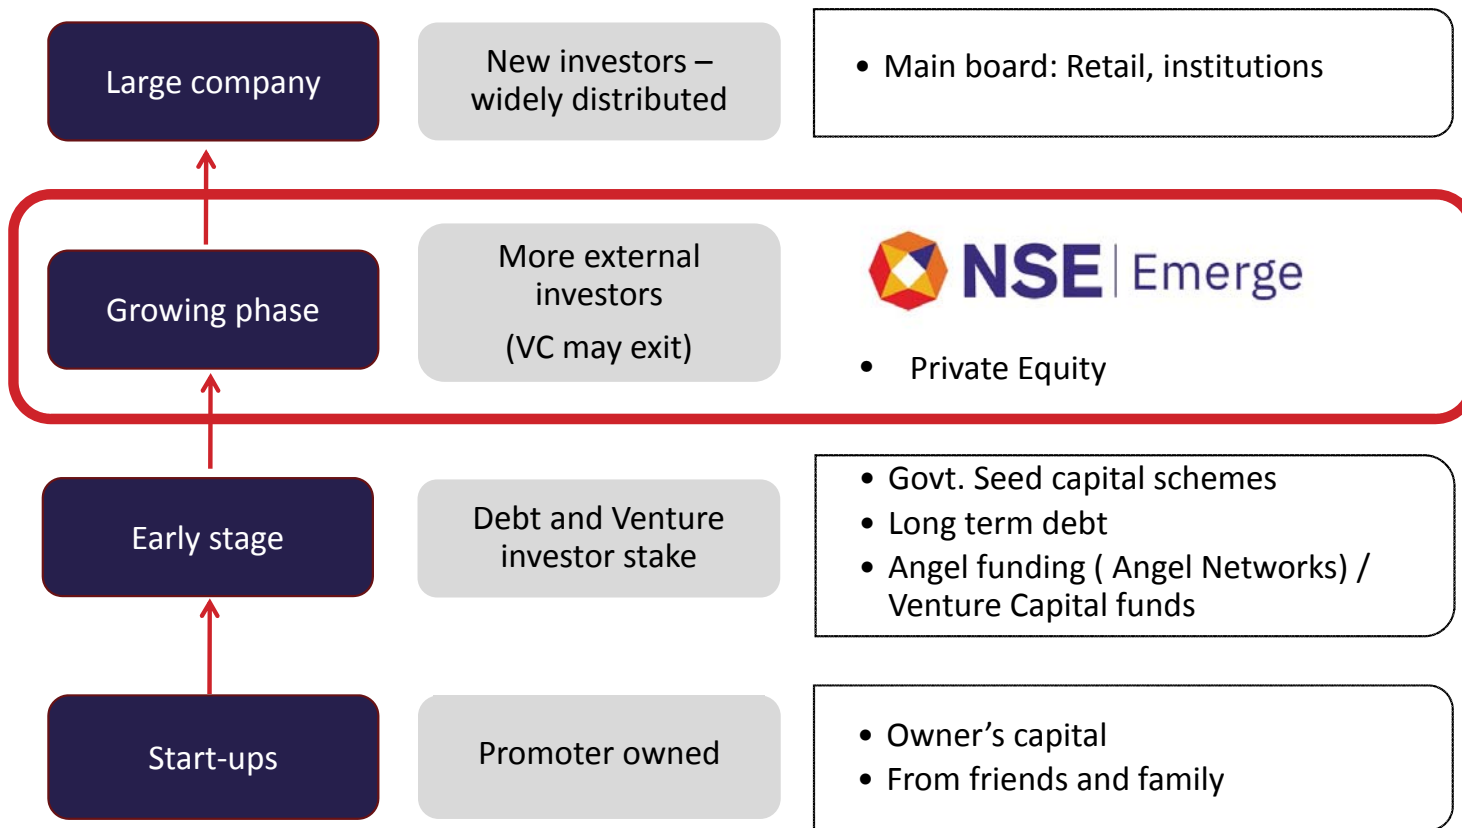 Large company
New investors –
widely distributed
• Main board: Retail, institutions
Growing phase
More external
investors
(VC may exit)
NSE | Emerge
• Private Equity
Early stage
Debt and Venture
investor stake
• Govt. Seed capital schemes
• Long term debt
• Angel funding ( Angel Networks) /
Venture Capital funds
Start-ups
Promoter owned
• Owner’s capital
• From friends and family